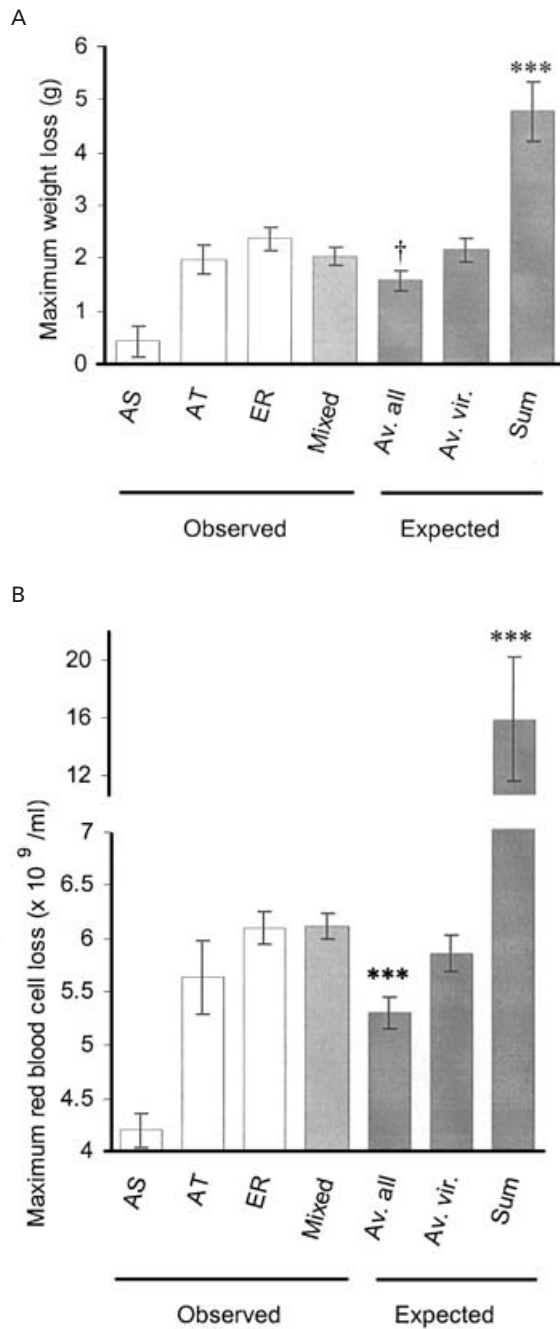 A
Maximum weight loss (g)
6
5
4
3
2
1
0
***
†
AS
AT
ER
Mixed
Av. all
Av. vir.
Sum
Observed
Expected
B
Maximum red blood cell loss (x 10 9 /ml)
20
16
12
7
6.5
6
5.5
5
4.5
4
***
***
AS
AT
ER
Mixed
Av. all
Av. vir.
Sum
Observed
Expected